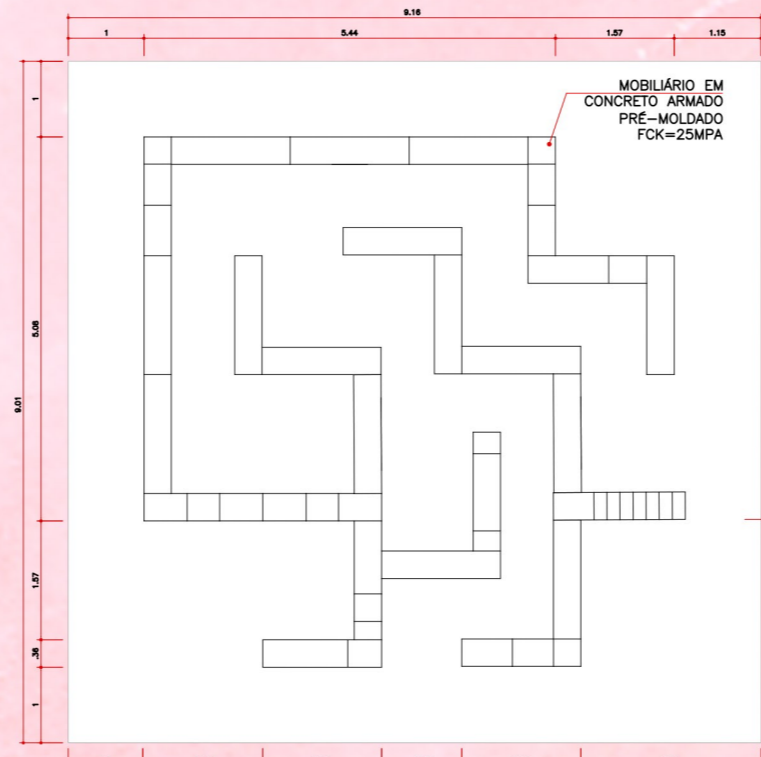 9.16
1 5.44 1.57 1.15
MOBILIÁRIO EM
CONCRETO ARMADO
PRÉ-MOLDADO
FCK=25MPA
1
5.08
9.01
1.57
.36
1